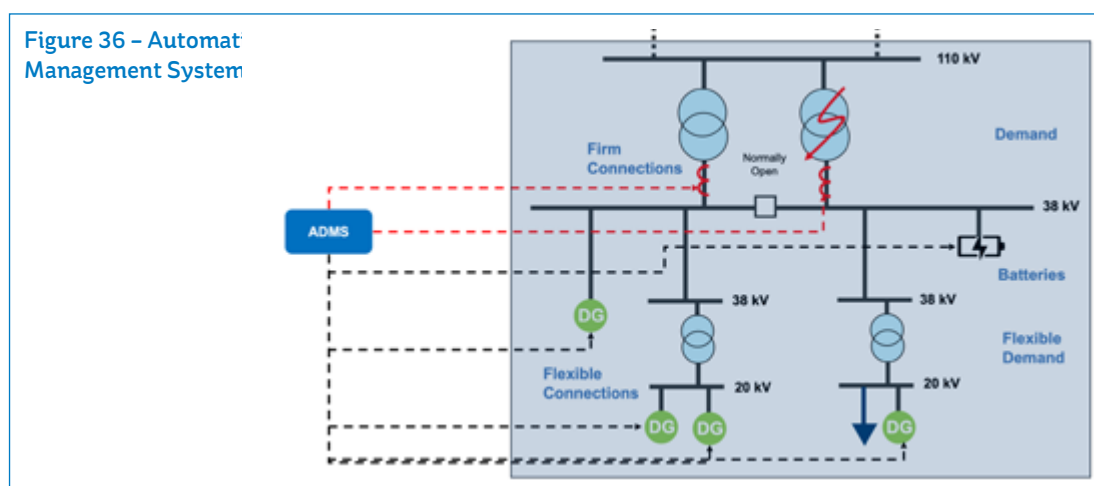 Figure 36 –
Management System
110 kV
Demand
Firm
Connections
Normally
Open
38 kV
ADMS
Batteries
38 kV
38 kV
DG
Flexible
Demand
Flexible
Connections
20 kV
20 kV
DG
DG
DG